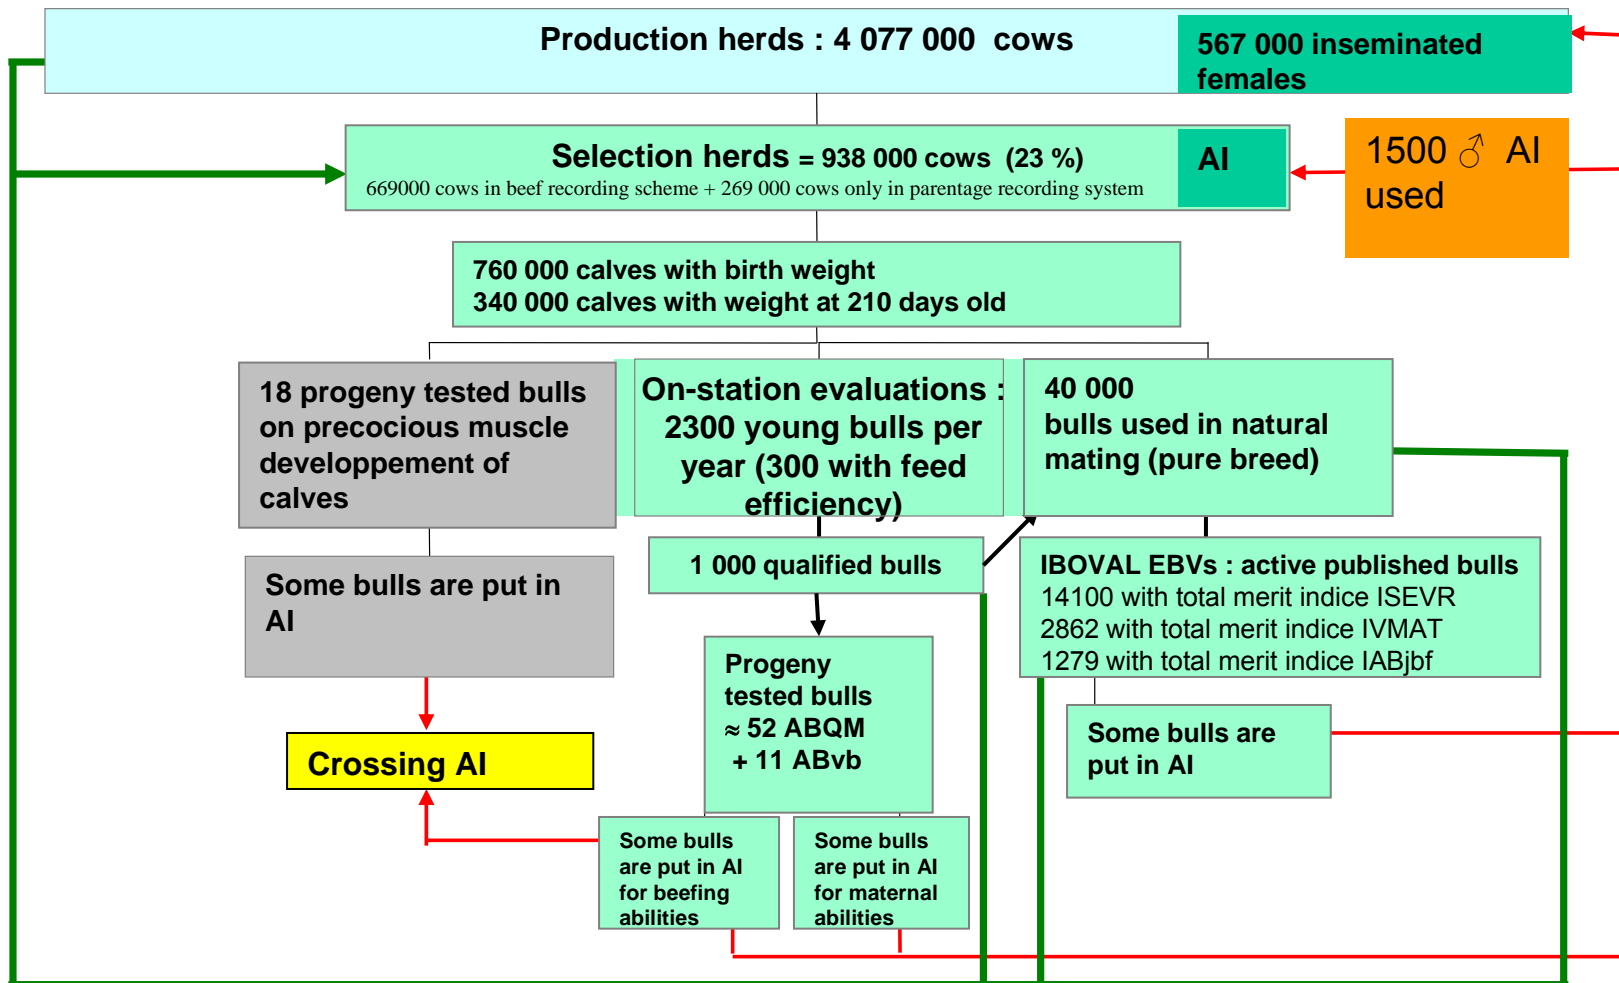 Production herds : 4 077 000 cows
567 000 inseminated
females
Selection herds = 938 000 cows (23 %)
669000 cows in beef recording scheme + 269 000 cows only in parentage recording system
AI
1500 ♂ AI
used
760 000 calves with birth weight
340 000 calves with weight at 210 days old
18 progeny tested bulls
on precocious muscle
developpement of
calves
On-station evaluations :
2300 young bulls per
year (300 with feed
efficiency)
40 000
bulls used in natural
mating (pure breed)
Some bulls are put in
AI
1 000 qualified bulls
IBOVAL EBVs : active published bulls
14100 with total merit indice ISEVR
2862 with total merit indice IVMAT
1279 with total merit indice IABjbf
Progeny
tested bulls
≈ 52 ABQM
+ 11 ABvb
Some bulls are
put in AI
Crossing AI
Some bulls
are put in AI
for beefing
abilities
Some bulls
are put in AI
for maternal
abilities